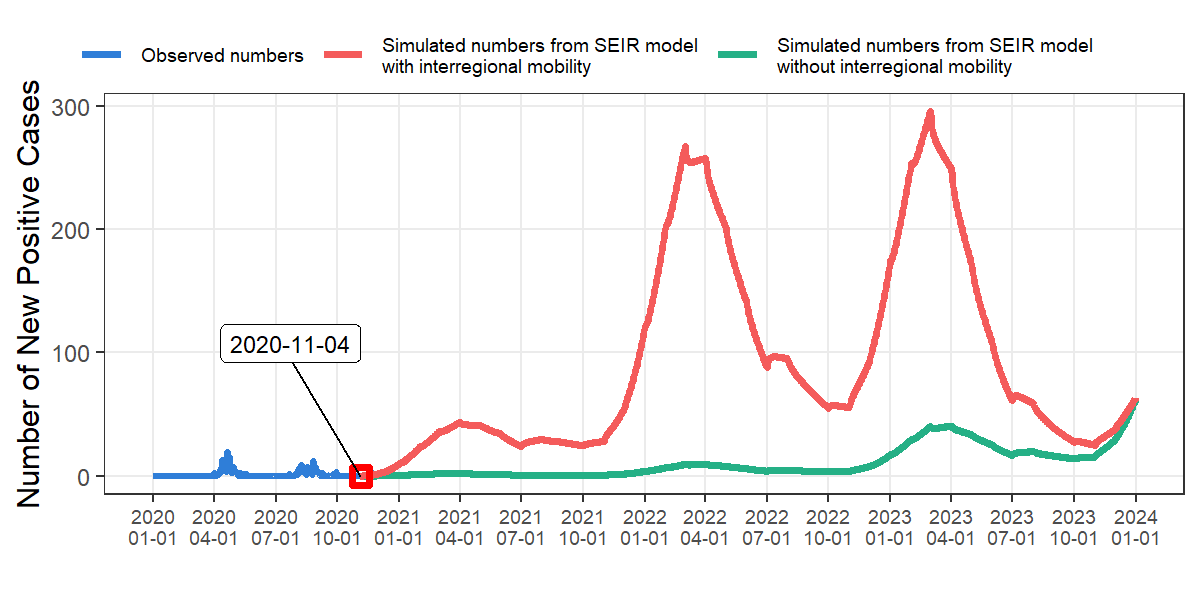 Observed numbers
Simulated numbers from SEIR model
with interregional mobility
Simulated numbers from SEIR model
without interregional mobility
Number of New Positive Cases
300
200
100
0
2020-11-04
2020 2020 2020 2020 2021 2021 2021 2021 2022 2022 2022 2022 2023 2023 2023 2023 2024
01-01 04-01 07-01 10-01 01-01 04-01 07-01 10-01 01-01 04-01 07-01 10-01 01-01 04-01 07-01 10-01 01-01